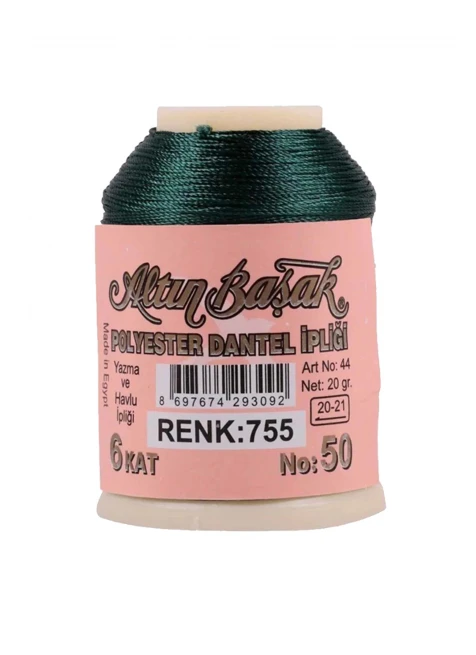 Altın Başak®
POLYESTER DANTEL İPLİĞİ
Made in Egypt
Yazma
ve
Havlu
İpliği
8 697674 293092
Art No: 44
Net: 20 gr.
20-21
RENK:755
6 KAT
No: 50